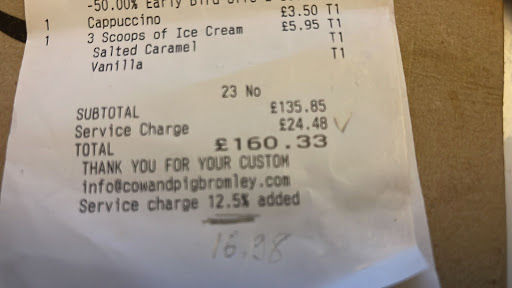 -50.00% Early Bird
1 Cappuccino £3.50 T1
1 3 Scoops of Ice Cream £5.95 T1
Salted Caramel T1
Vanilla T1
23 No
SUBTOTAL £135.85
Service Charge £24.48
TOTAL £160.33
THANK YOU FOR YOUR CUSTOM
info@cowandpigbromley.com
Service charge 12.5% added
16.98